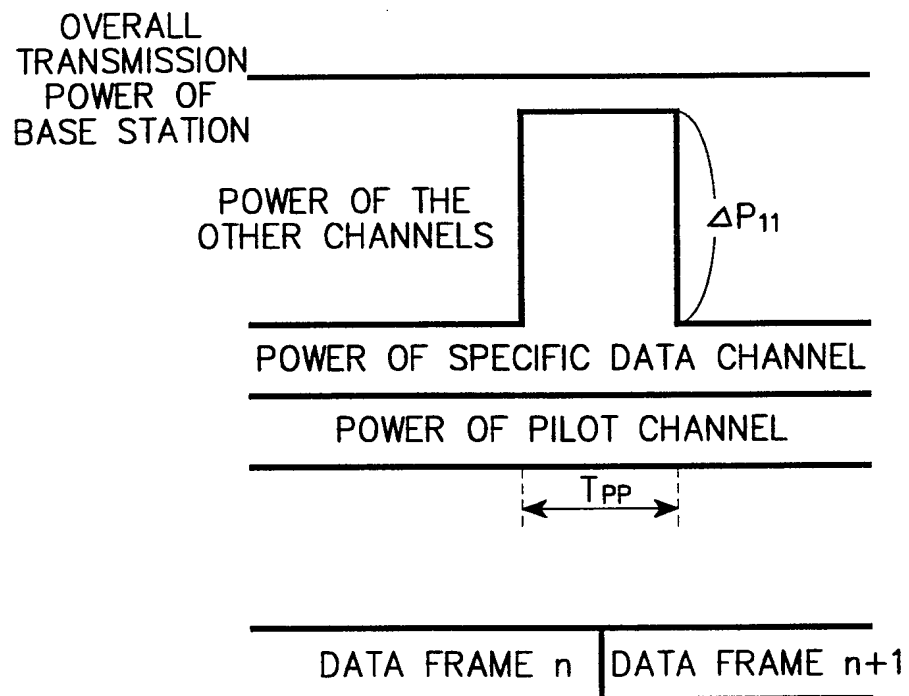 OVERALL
TRANSMISSION
POWER OF
BASE STATION
POWER OF THE
OTHER CHANNELS
ΔP11
POWER OF SPECIFIC DATA CHANNEL
POWER OF PILOT CHANNEL
TPP
DATA FRAME n
DATA FRAME n+1